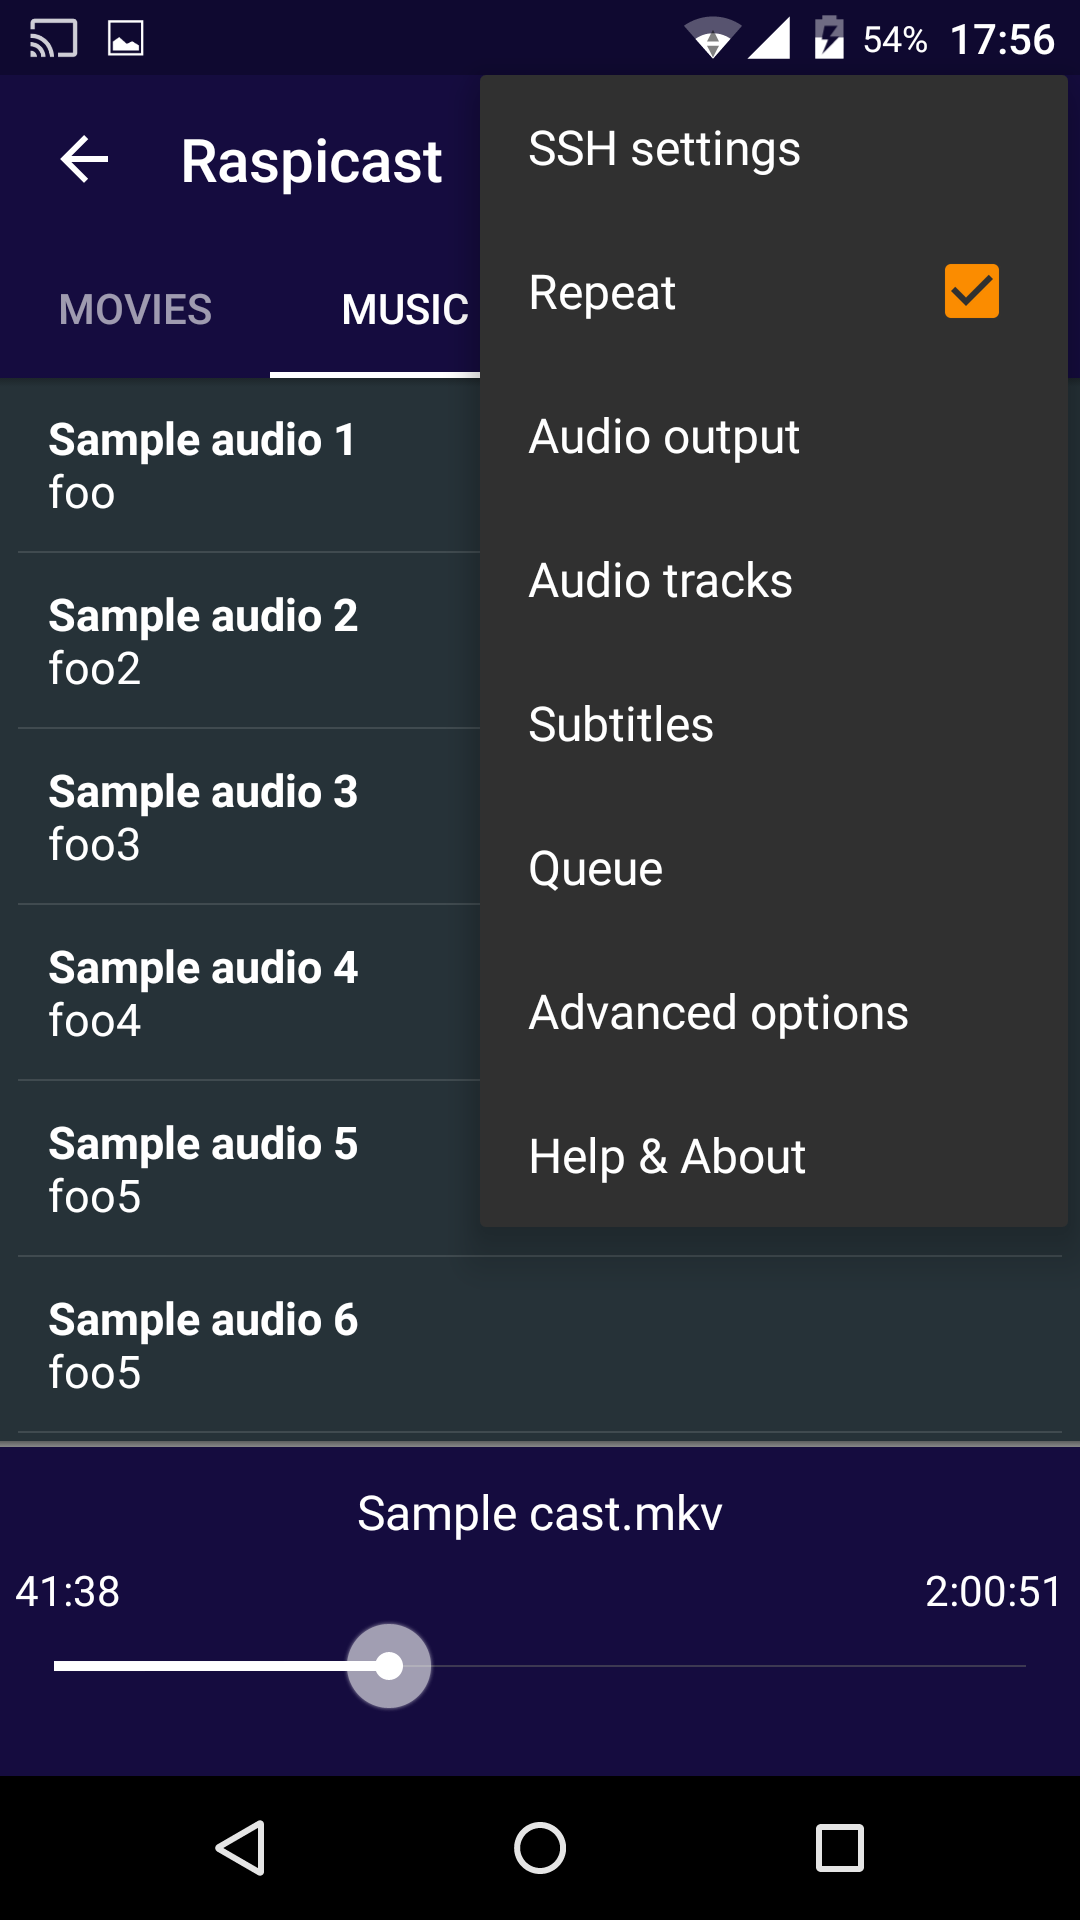 54% 17:56
Raspicast
MOVIES MUSIC
SSH settings
Repeat
Audio output
Audio tracks
Subtitles
Queue
Advanced options
Help & About
Sample audio 1
foo
Sample audio 2
foo2
Sample audio 3
foo3
Sample audio 4
foo4
Sample audio 5
foo5
Sample audio 6
foo5
Sample cast.mkv
41:38 2:00:51